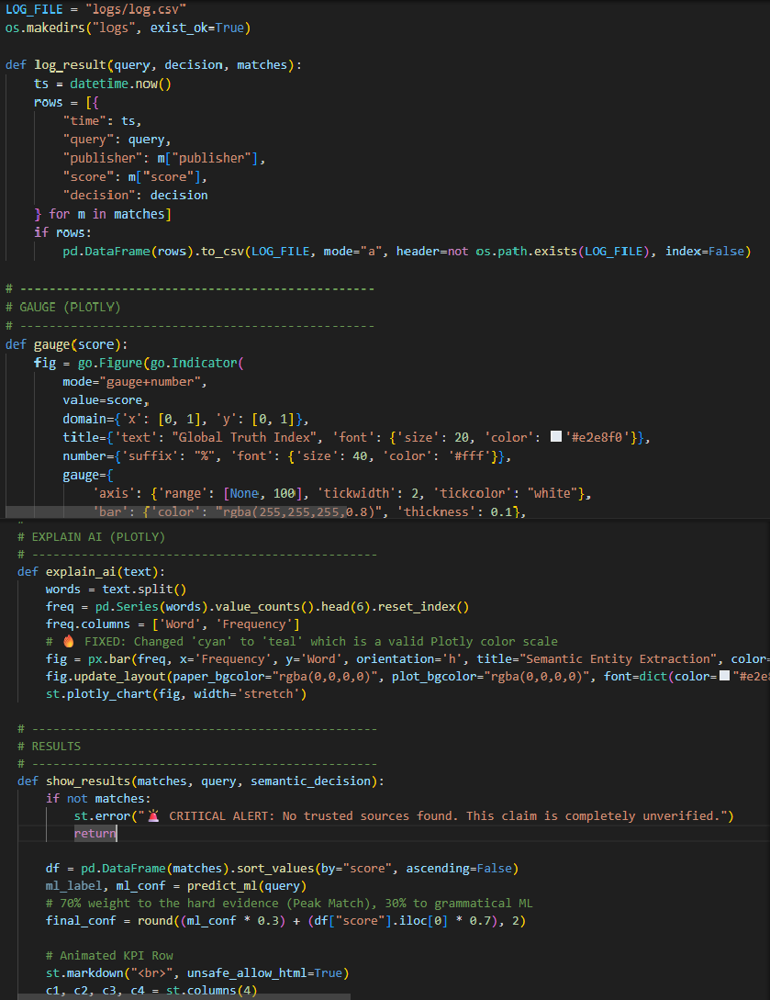 LOG_FILE = "logs/log.csv"
os.makedirs("logs", exist_ok=True)

def log_result(query, decision, matches):
    ts = datetime.now()
    rows = [{
        "time": ts,
        "query": query,
        "publisher": m["publisher"],
        "score": m["score"],
        "decision": decision
    } for m in matches]
    if rows:
        pd.DataFrame(rows).to_csv(LOG_FILE, mode="a", header=not os.path.exists(LOG_FILE), index=False)

# ------------------------------------------------
# GAUGE (PLOTLY)
# ------------------------------------------------
def gauge(score):
    fig = go.Figure(go.Indicator(
        mode="gauge+number",
        value=score,
        domain={'x': [0, 1], 'y': [0, 1]},
        title={'text': "Global Truth Index", 'font': {'size': 20, 'color': '#e2e8f0'}},
        number={'suffix': "%", 'font': {'size': 40, 'color': '#fff'}},
        gauge={
            'axis': {'range': [None, 100], 'tickwidth': 2, 'tickcolor': "white"},
            'bar': {'color': "rgba(255,255,255,0.8)", 'thickness': 0.1},
# EXPLAIN AI (PLOTLY)
# ------------------------------------------------
def explain_ai(text):
    words = text.split()
    freq = pd.Series(words).value_counts().head(6).reset_index()
    freq.columns = ['Word', 'Frequency']
    # 🔥 FIXED: Changed 'cyan' to 'teal' which is a valid Plotly color scale
    fig = px.bar(freq, x='Frequency', y='Word', orientation='h', title="Semantic Entity Extraction", color=
    fig.update_layout(paper_bgcolor="rgba(0,0,0,0)", plot_bgcolor="rgba(0,0,0,0)", font=dict(color="#e2e8
    st.plotly_chart(fig, width='stretch')

# ------------------------------------------------
# RESULTS
# ------------------------------------------------
def show_results(matches, query, semantic_decision):
    if not matches:
        st.error("🚨 CRITICAL ALERT: No trusted sources found. This claim is completely unverified.")
        return

    df = pd.DataFrame(matches).sort_values(by="score", ascending=False)
    ml_label, ml_conf = predict_ml(query)
    # 70% weight to the hard evidence (Peak Match), 30% to grammatical ML
    final_conf = round((ml_conf * 0.3) + (df["score"].iloc[0] * 0.7), 2)

    # Animated KPI Row
    st.markdown("<br>", unsafe_allow_html=True)
    c1, c2, c3, c4 = st.columns(4)